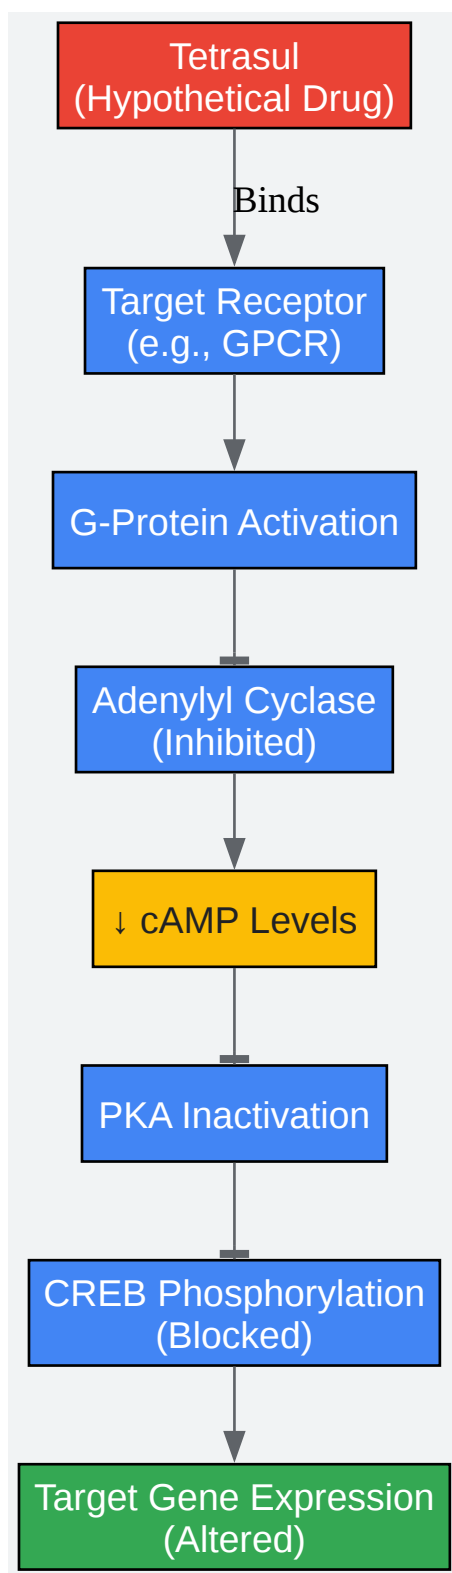 Tetrasul
(Hypothetical Drug)
Binds
Target Receptor
(e.g., GPCR)
G-Protein Activation
Adenylyl Cyclase
(Inhibited)
↓ cAMP Levels
PKA Inactivation
CREB Phosphorylation
(Blocked)
Target Gene Expression
(Altered)